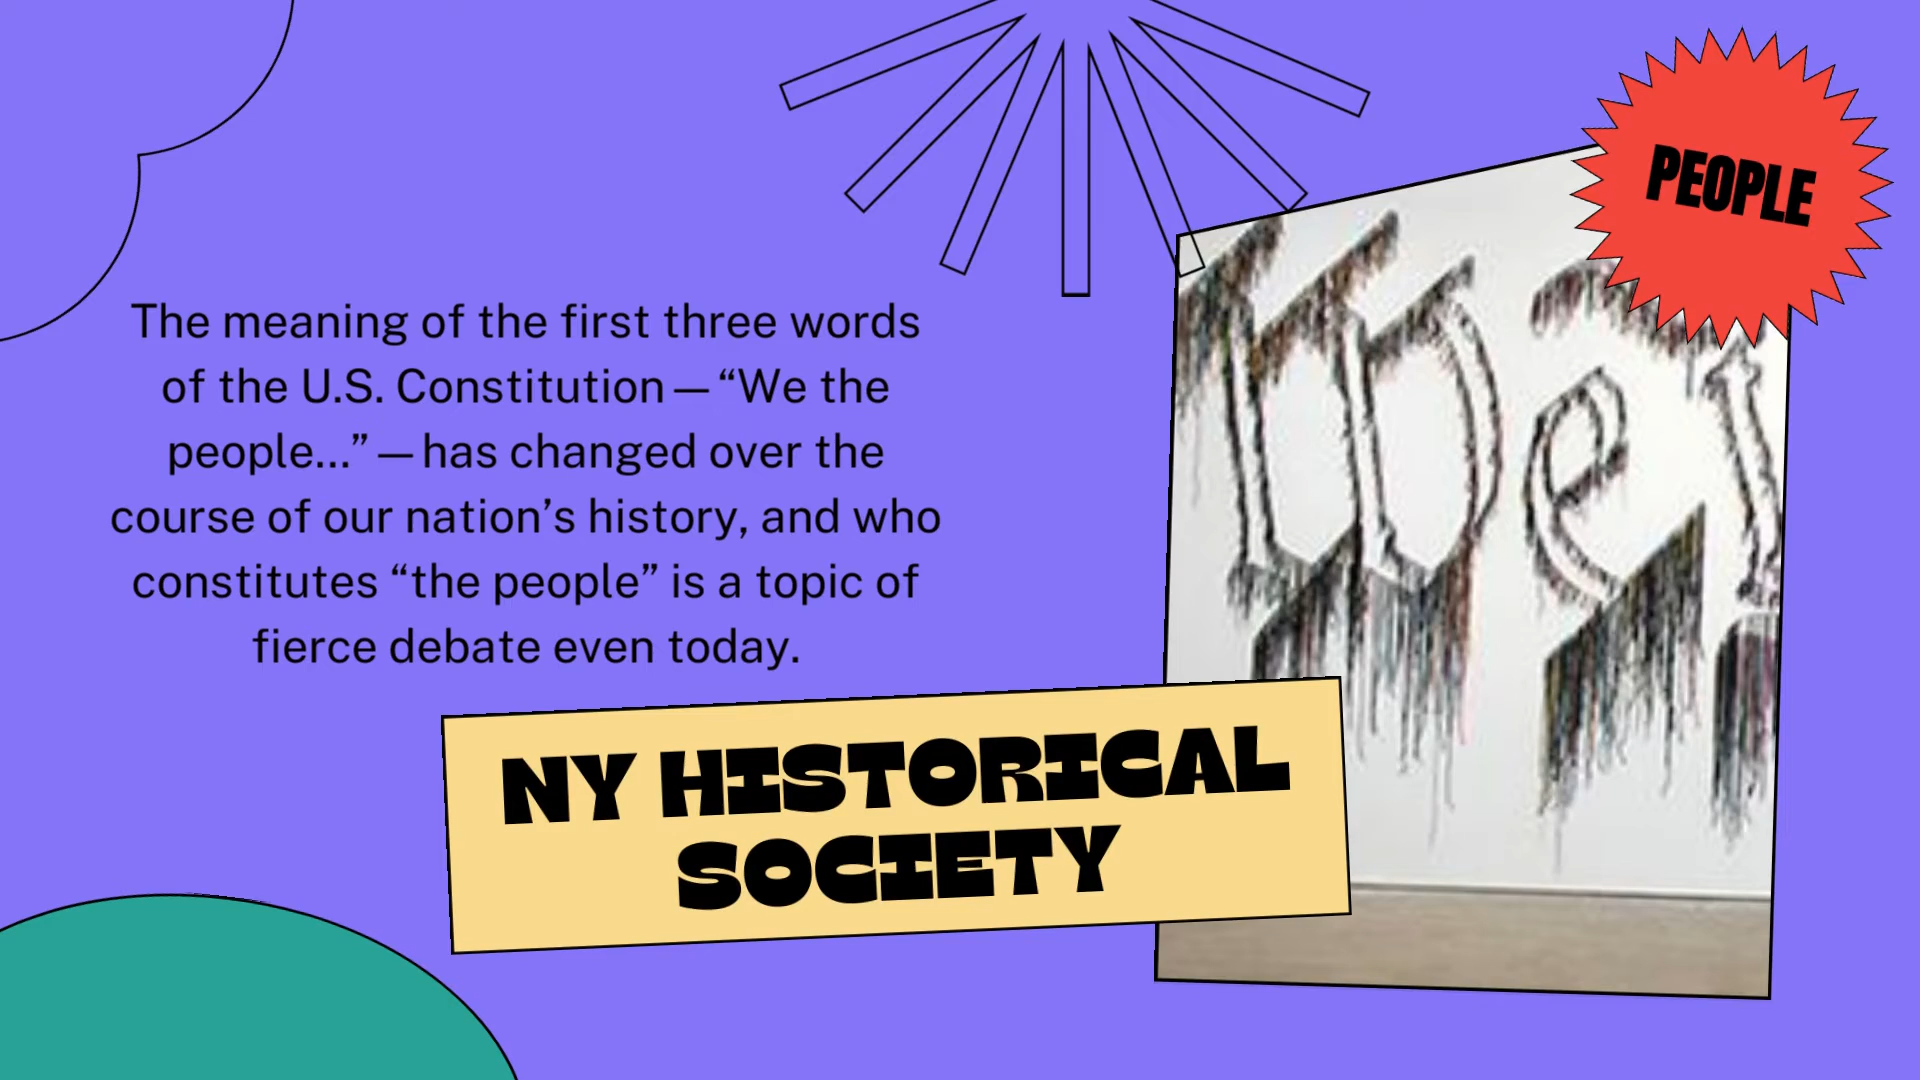 PEOPLE
The meaning of the first three words
of the U.S. Constitution—“We the
people...”—has changed over the
course of our nation’s history, and who
constitutes “the people” is a topic of
fierce debate even today.
We
NY HISTORICAL
SOCIETY